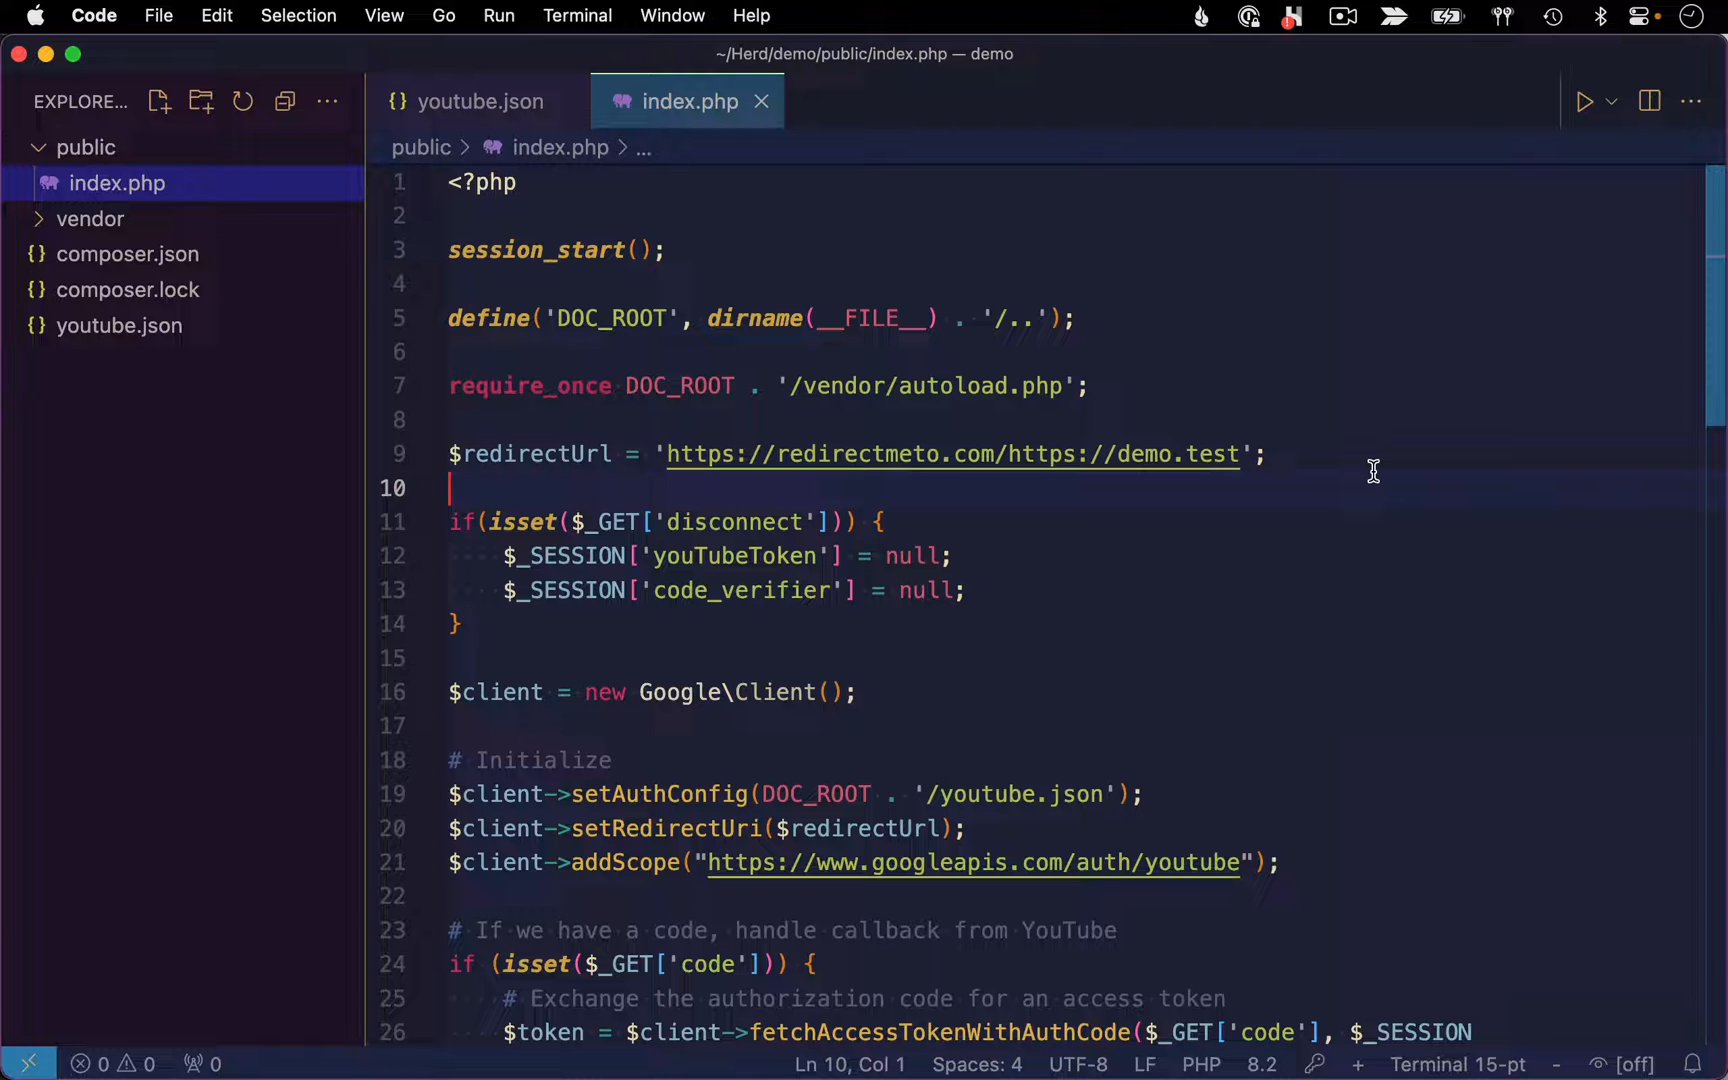 Code File Edit Selection View Go Run Terminal Window Help
~/Herd/demo/public/index.php — demo
EXPLORE...
{} youtube.json
index.php
public > index.php > ...
public
index.php
vendor
{} composer.json
{} composer.lock
{} youtube.json
1 <?php
2
3 session_start();
4
5 define('DOC_ROOT', dirname(__FILE__) . '/..');
6
7 require_once DOC_ROOT . '/vendor/autoload.php';
8
9 $redirectUrl = 'https://redirectmeto.com/https://demo.test';
10
11 if(isset($_GET['disconnect'])) {
12     $_SESSION['youTubeToken'] = null;
13     $_SESSION['code_verifier'] = null;
14 }
15
16 $client = new Google\Client();
17
18 # Initialize
19 $client->setAuthConfig(DOC_ROOT . '/youtube.json');
20 $client->setRedirectUri($redirectUrl);
21 $client->addScope("https://www.googleapis.com/auth/youtube");
22
23 # If we have a code, handle callback from YouTube
24 if (isset($_GET['code'])) {
25     # Exchange the authorization code for an access token
26     $token = $client->fetchAccessTokenWithAuthCode($_GET['code'], $_SESSION
0 0 0 Ln 10, Col 1 Spaces: 4 UTF-8 LF PHP 8.2 + Terminal 15-pt - [off]